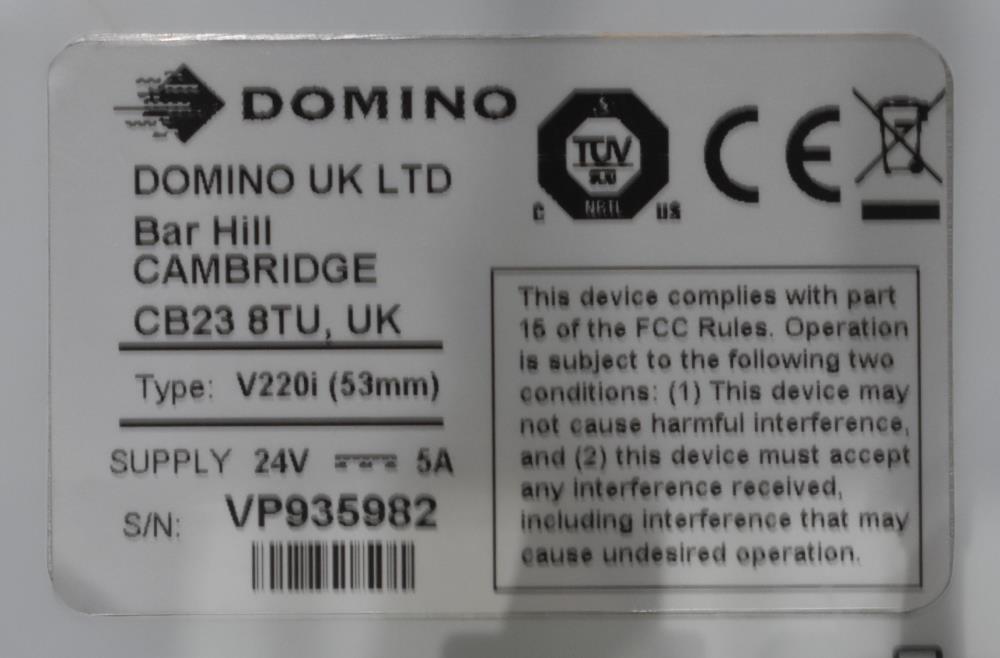 DOMINO
DOMINO UK LTD
Bar Hill
CAMBRIDGE
CB23 8TU, UK
Type: V220i (53mm)
SUPPLY 24V 5A
S/N: VP935982
TÜV
C NRTL US
CE
This device complies with part
15 of the FCC Rules. Operation
is subject to the following two
conditions: (1) This device may
not cause harmful interference,
and (2) this device must accept
any interference received,
including interference that may
cause undesired operation.